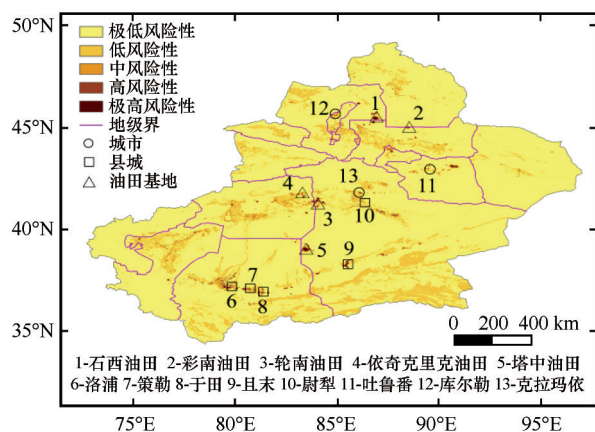 50°N
45°N
40°N
35°N
极低风险性
低风险性
中风险性
高风险性
极高风险性
地级界
城市
县城
油田基地
12
1
2
13
11
4
3
10
5
9
6
7
8
0 200 400 km
1-石西油田 2-彩南油田 3-轮南油田 4-依奇克里克油田 5-塔中油田
6-洛浦 7-策勒 8-于田 9-且末 10-尉犁 11-吐鲁番 12-库尔勒 13-克拉玛依
75°E 80°E 85°E 90°E 95°E